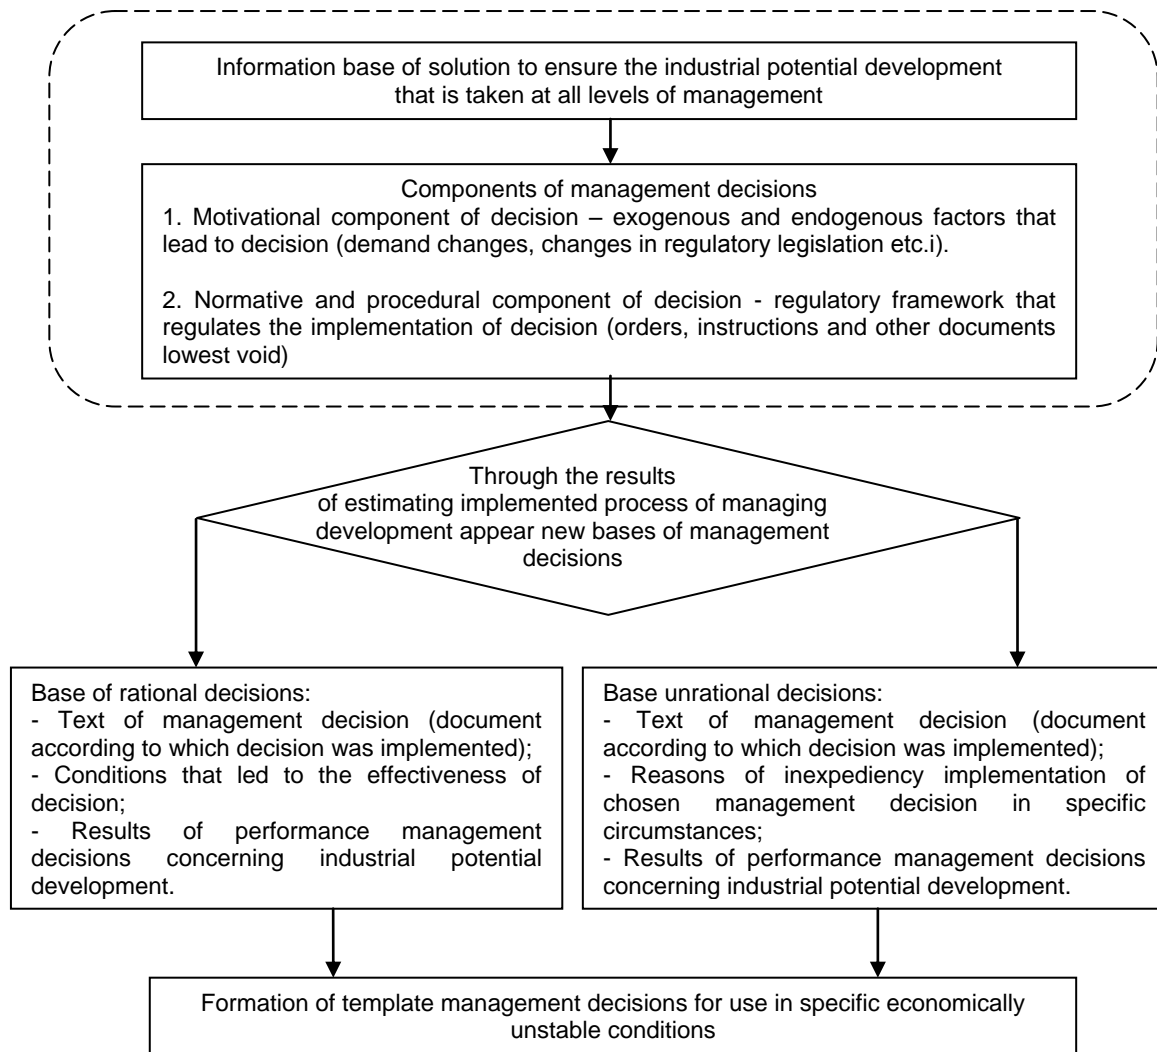 Information base of solution to ensure the industrial potential development
that is taken at all levels of management
Components of management decisions
1. Motivational component of decision – exogenous and endogenous factors that
lead to decision (demand changes, changes in regulatory legislation etc.i).
2. Normative and procedural component of decision - regulatory framework that
regulates the implementation of decision (orders, instructions and other documents
lowest void)
Through the results
of estimating implemented process of managing
development appear new bases of management
decisions
Base of rational decisions:
- Text of management decision (document
according to which decision was implemented);
- Conditions that led to the effectiveness of
decision;
- Results of performance management
decisions concerning industrial potential
development.
Base unrational decisions:
- Text of management decision (document
according to which decision was implemented);
- Reasons of inexpediency implementation of
chosen management decision in specific
circumstances;
- Results of performance management decisions
concerning industrial potential development.
Formation of template management decisions for use in specific economically
unstable conditions